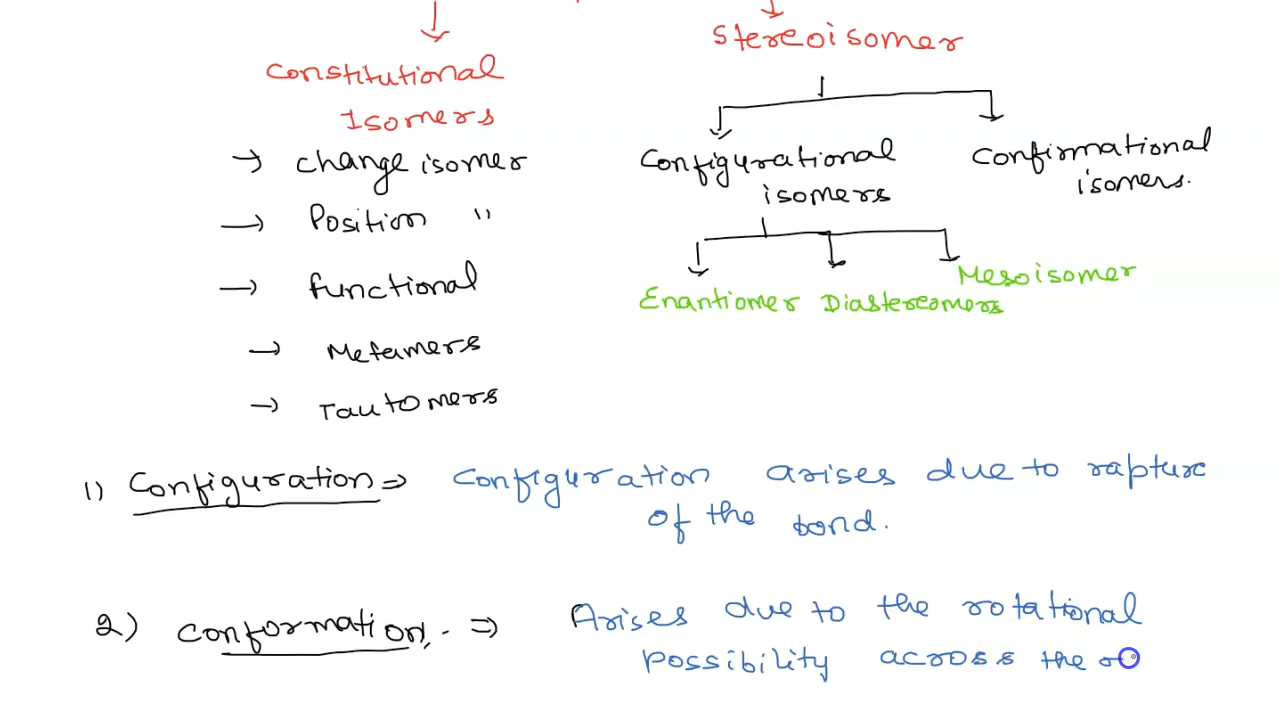 Constitutional
Isomers
→ change isomer
→ Position "
→ functional
→ Metamers
→ Tautomers
Stereoisomer
Configurational
isomers
Confirmational
isomers.
Enantiomer Diastereomers
Mesoisomer
1) Configuration ⇒ Configuration arises due to rapture
of the bond.
2) Conformation. ⇒ Arises due to the rotational
possibility across the